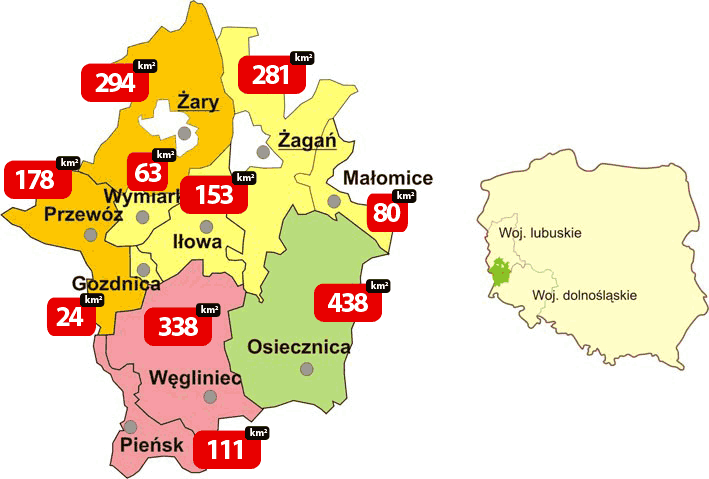 294 km²
281 km²
Żary
Żagań
178 km²
63 km²
153 km²
Małomice
Wymiark
80 km²
Przewóz
Iłowa
Woj. lubuskie
Gozdnica
24 km²
338 km²
438 km²
Woj. dolnośląskie
Osiecznica
Węgliniec
Pieńsk
111 km²